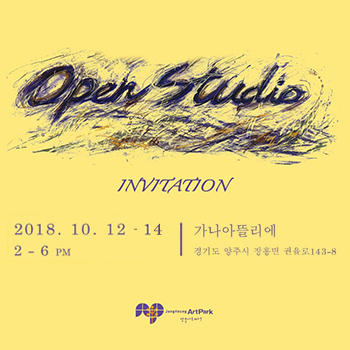 Open Studio
INVITATION
2018. 10. 12 - 14
2 - 6 PM
가나아뜰리에
경기도 양주시 장흥면 권율로143-8
JangHeung ArtPark